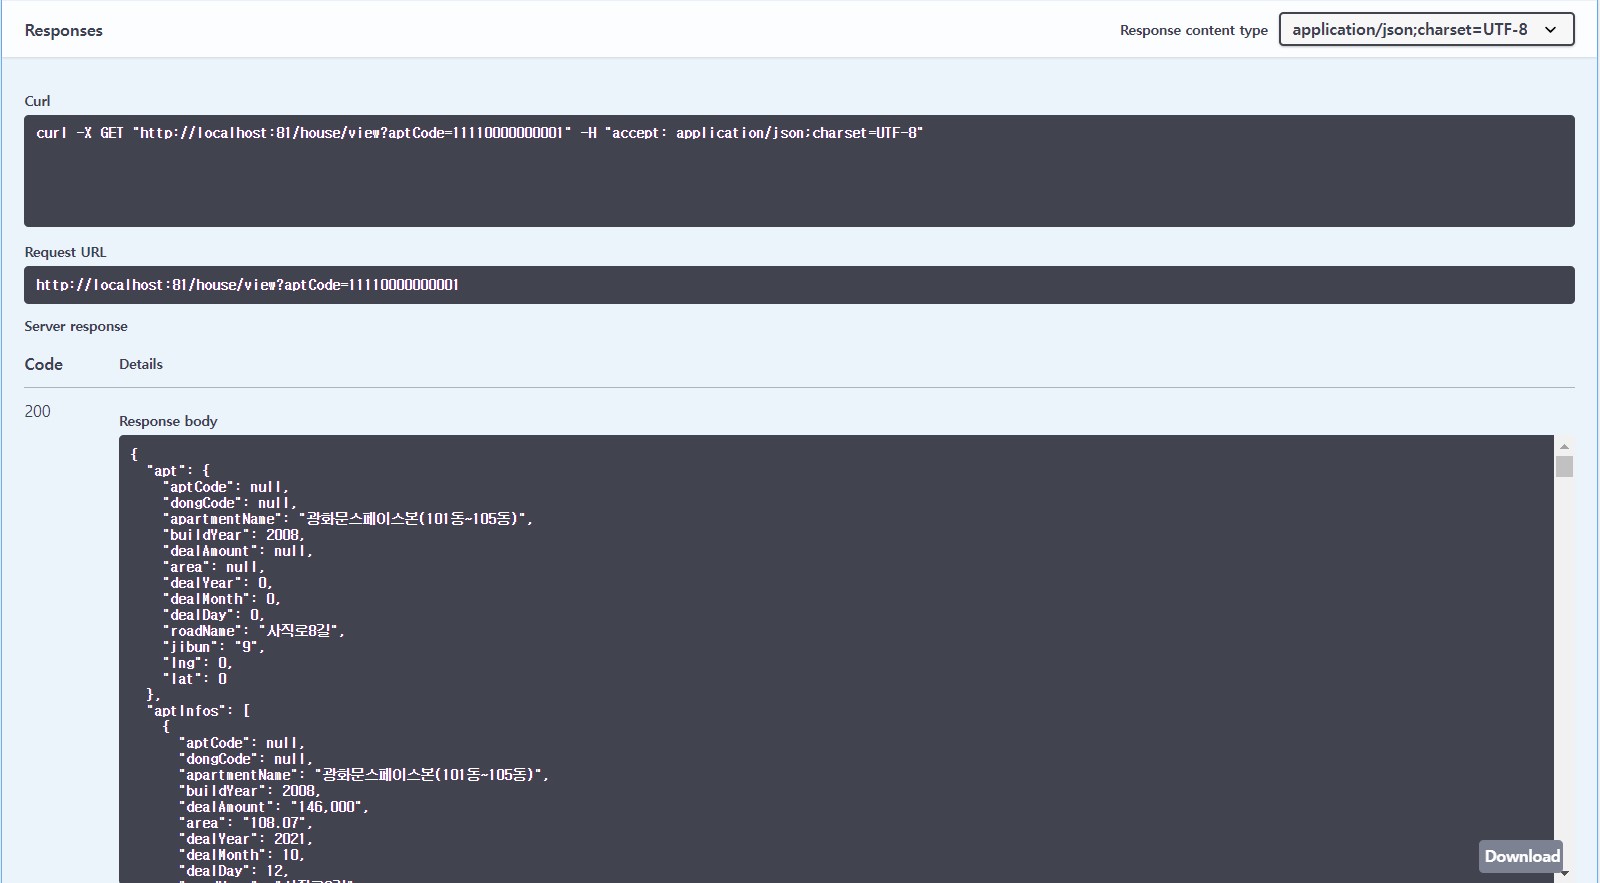 Responses
Response content type application/json;charset=UTF-8
Curl
curl -X GET "http://localhost:81/house/view?aptCode=11110000000001" -H "accept: application/json;charset=UTF-8"
Request URL
http://localhost:81/house/view?aptCode=11110000000001
Server response
Code Details
200
Response body
{
"apt": {
"aptCode": null,
"dongCode": null,
"apartmentName": "광화문스페이스본(101동~105동)",
"buildYear": 2008,
"dealAmount": null,
"area": null,
"dealYear": 0,
"dealMonth": 0,
"dealDay": 0,
"roadName": "사직로8길",
"jibun": "9",
"lng": 0,
"lat": 0
},
"aptInfos": [
{
"aptCode": null,
"dongCode": null,
"apartmentName": "광화문스페이스본(101동~105동)",
"buildYear": 2008,
"dealAmount": "146,000",
"area": "108.07",
"dealYear": 2021,
"dealMonth": 10,
"dealDay": 12,
Download